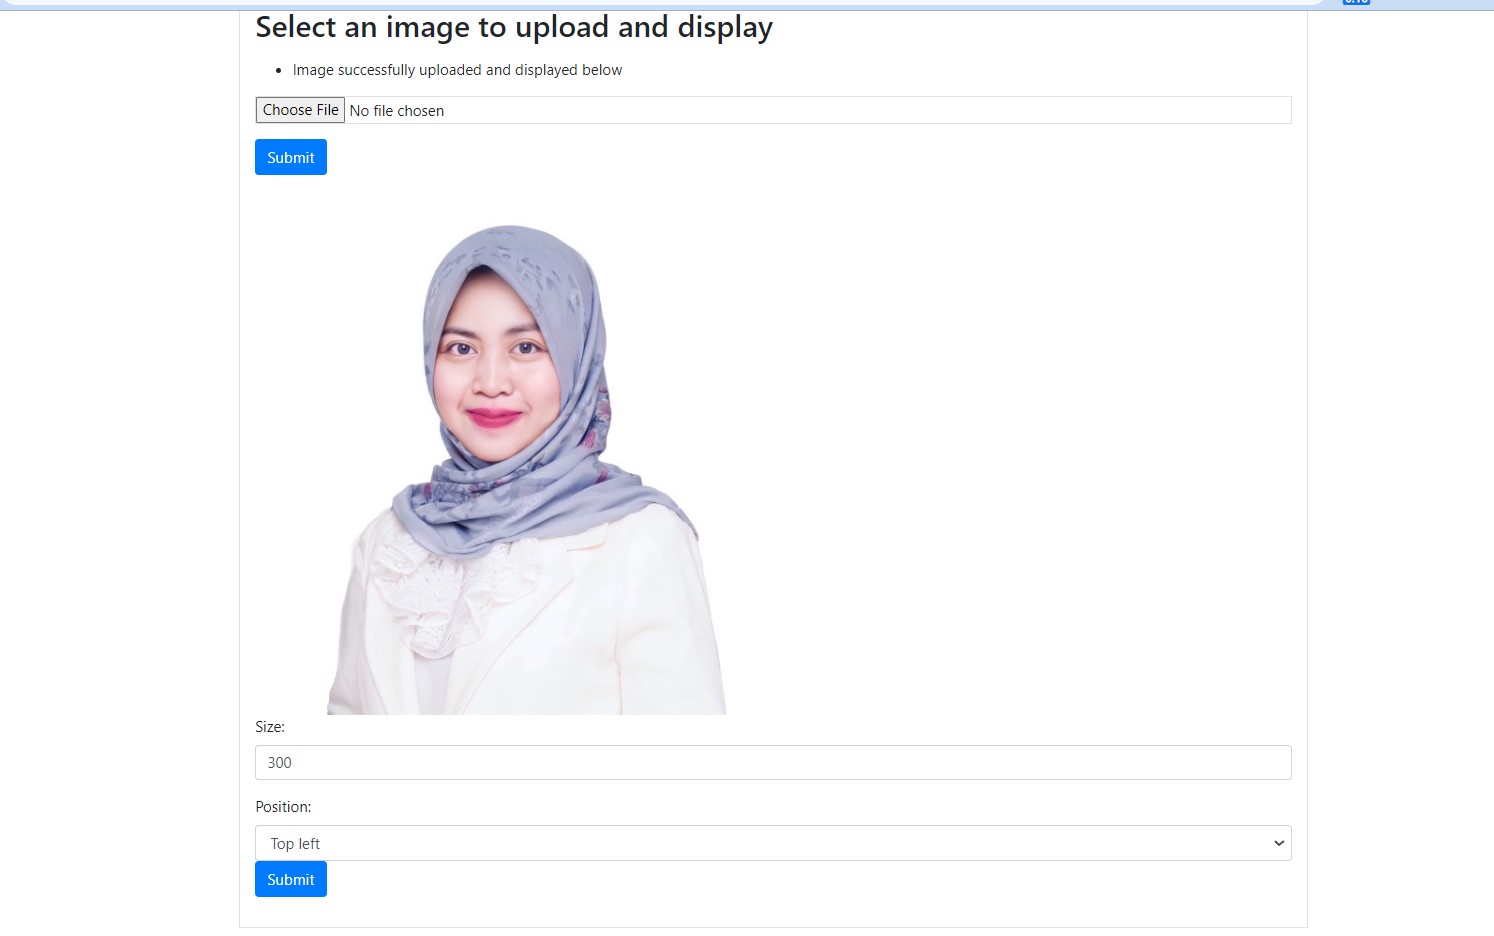 Select an image to upload and display
Image successfully uploaded and displayed below
Choose File No file chosen
Submit
Size:
300
Position:
Top left
Submit